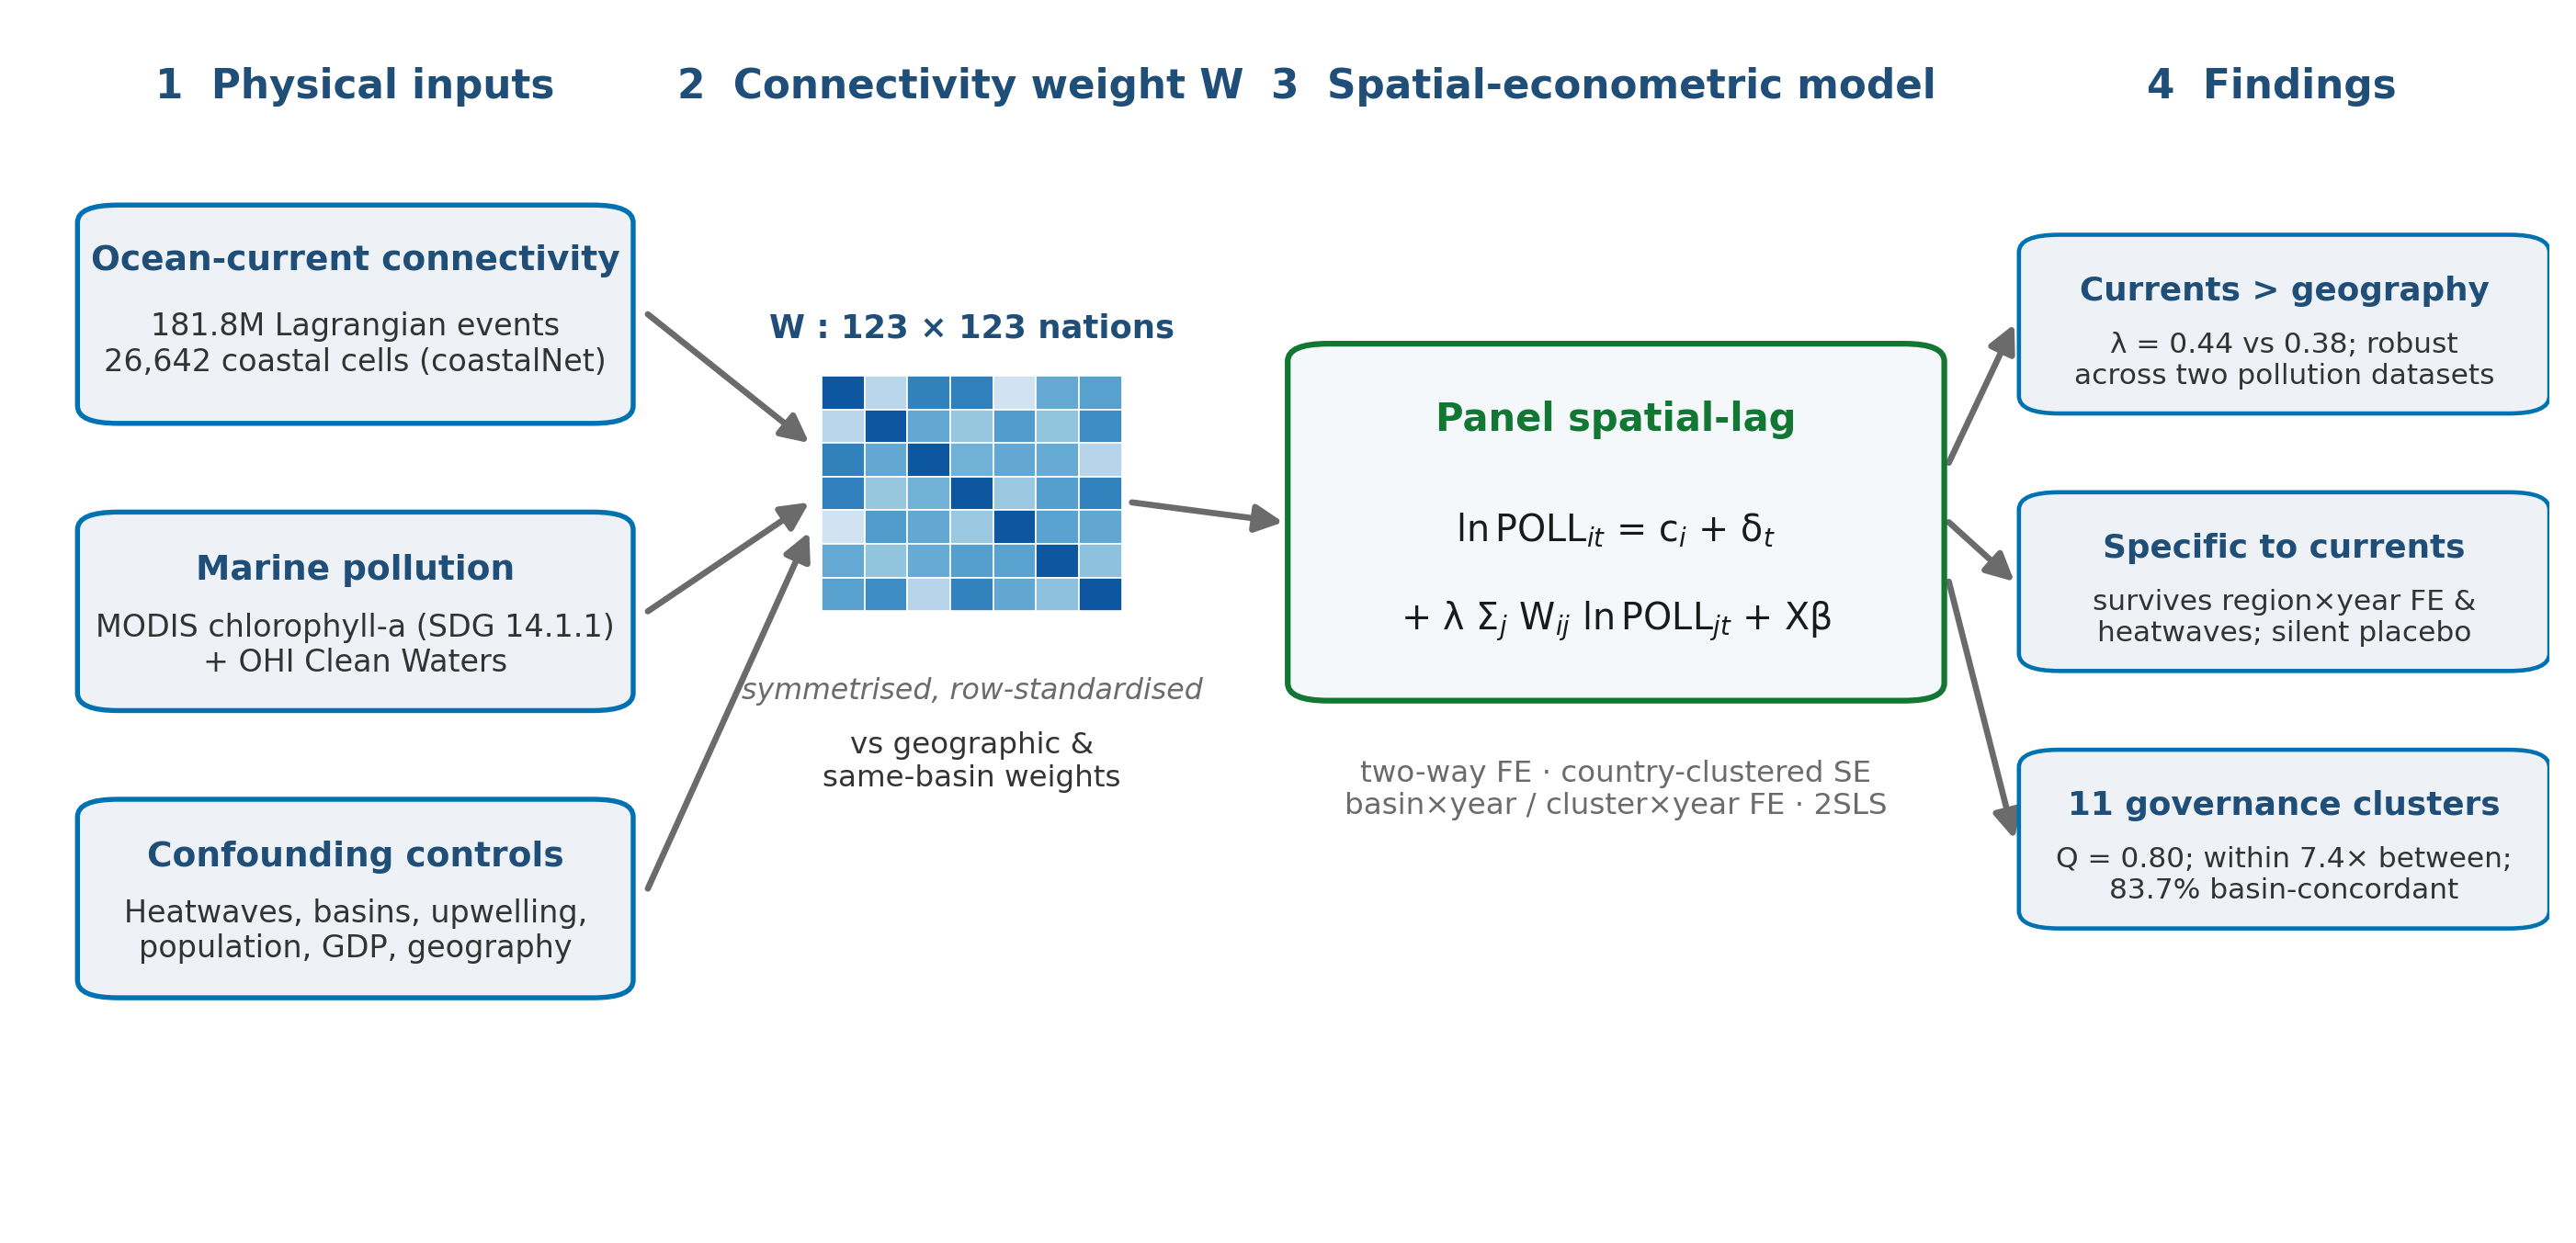 1 Physical inputs
2 Connectivity weight W
3 Spatial-econometric model
4 Findings
Ocean-current connectivity
181.8M Lagrangian events
26,642 coastal cells (coastalNet)
Marine pollution
MODIS chlorophyll-a (SDG 14.1.1)
+ OHI Clean Waters
Confounding controls
Heatwaves, basins, upwelling,
population, GDP, geography
W : 123 × 123 nations
symmetrised, row-standardised
vs geographic &
same-basin weights
Panel spatial-lag
ln POLL_it = c_i + δ_t
+ λ Σ_j W_ij ln POLL_jt + Xβ
two-way FE · country-clustered SE
basin×year / cluster×year FE · 2SLS
Currents > geography
λ = 0.44 vs 0.38; robust
across two pollution datasets
Specific to currents
survives region×year FE &
heatwaves; silent placebo
11 governance clusters
Q = 0.80; within 7.4× between;
83.7% basin-concordant